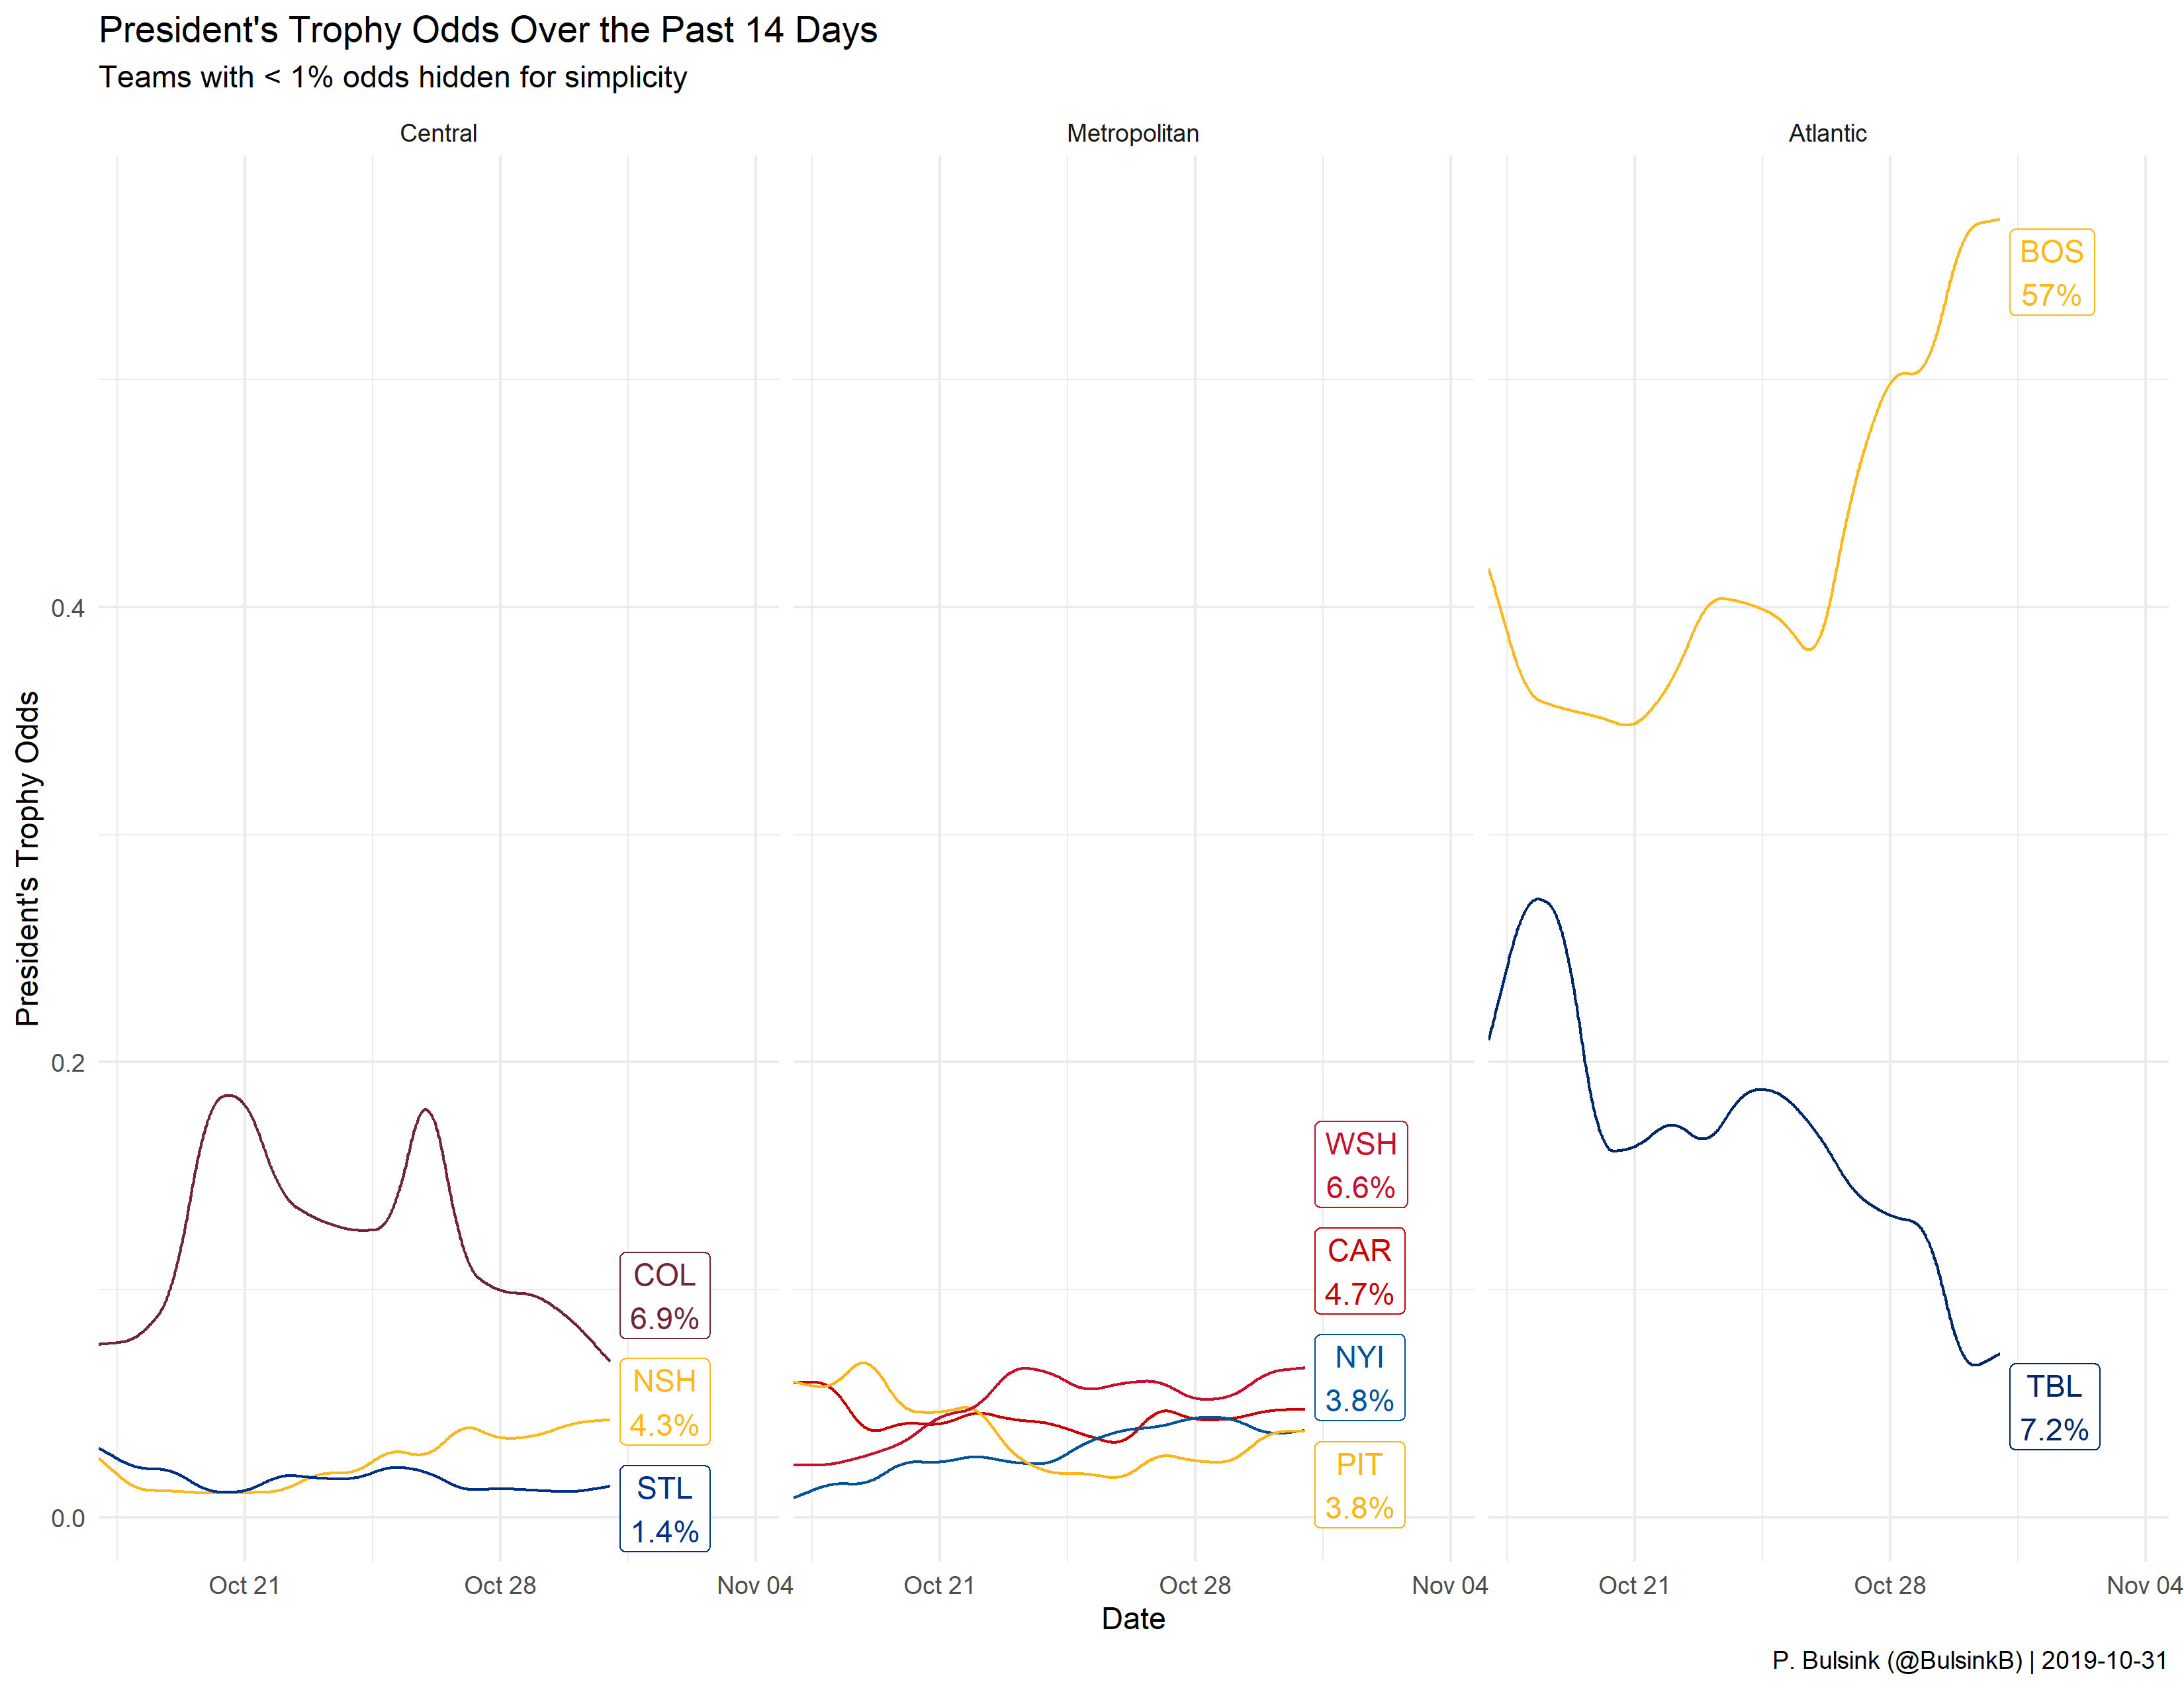 President's Trophy Odds Over the Past 14 Days
Teams with < 1% odds hidden for simplicity
Central
Metropolitan
Atlantic
President's Trophy Odds
0.4
0.2
0.0
COL
6.9%
NSH
4.3%
STL
1.4%
WSH
6.6%
CAR
4.7%
NYI
3.8%
PIT
3.8%
BOS
57%
TBL
7.2%
Oct 21
Oct 28
Nov 04
Oct 21
Oct 28
Nov 04
Oct 21
Oct 28
Nov 04
Date
P. Bulsink (@BulsinkB) | 2019-10-31